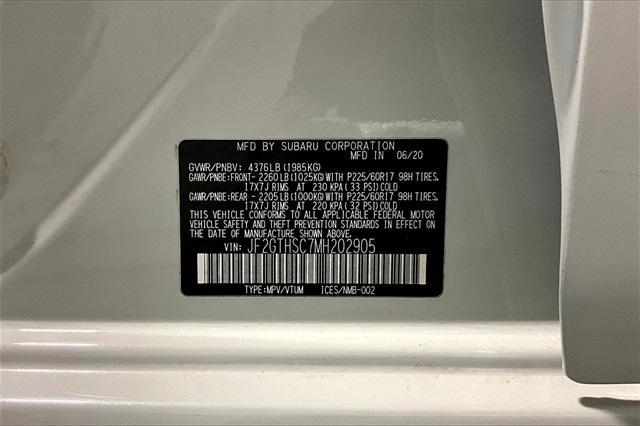 MFD BY SUBARU CORPORATION
MFD IN 06/20
GVWR/PNBV: 4376LB (1985KG)
GAWR/PNBE:FRONT- 2260LB (1025KG)WITH P225/60R17 98H TIRES,
17X7J RIMS AT 230 KPA (33 PSI)COLD
GAWR/PNBE:REAR - 2205LB (1000KG)WITH P225/60R17 98H TIRES,
17X7J RIMS AT 220 KPA (32 PSI)COLD
THIS VEHICLE CONFORMS TO ALL APPLICABLE FEDERAL MOTOR
VEHICLE SAFETY AND THEFT PREVENTION STANDARDS IN EFFECT ON
THE DATE OF MANUFACTURE SHOWN ABOVE.
VIN: JF2GTHSC7MH202905
TYPE:MPV/VTUM ICES/NMB-002